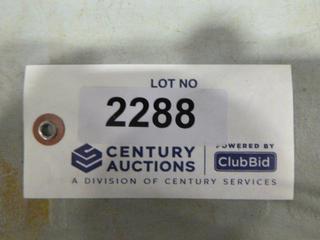 LOT NO
2288
CENTURY
AUCTIONS
POWERED BY
ClubBid
A DIVISION OF CENTURY SERVICES